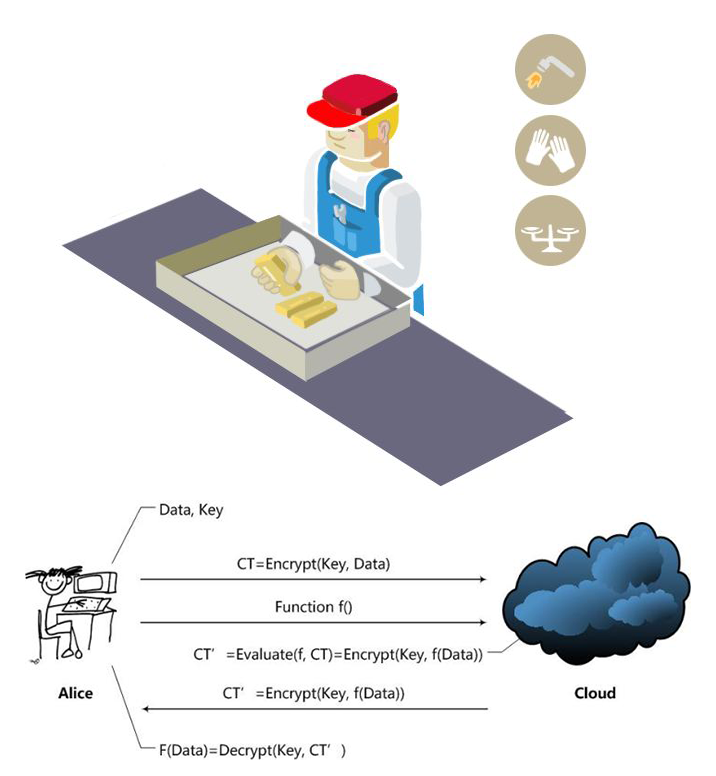 Data, Key
CT=Encrypt(Key, Data)
Function f()
CT′ =Evaluate(f, CT)=Encrypt(Key, f(Data))
CT′ =Encrypt(Key, f(Data))
Alice
Cloud
F(Data)=Decrypt(Key, CT′ )